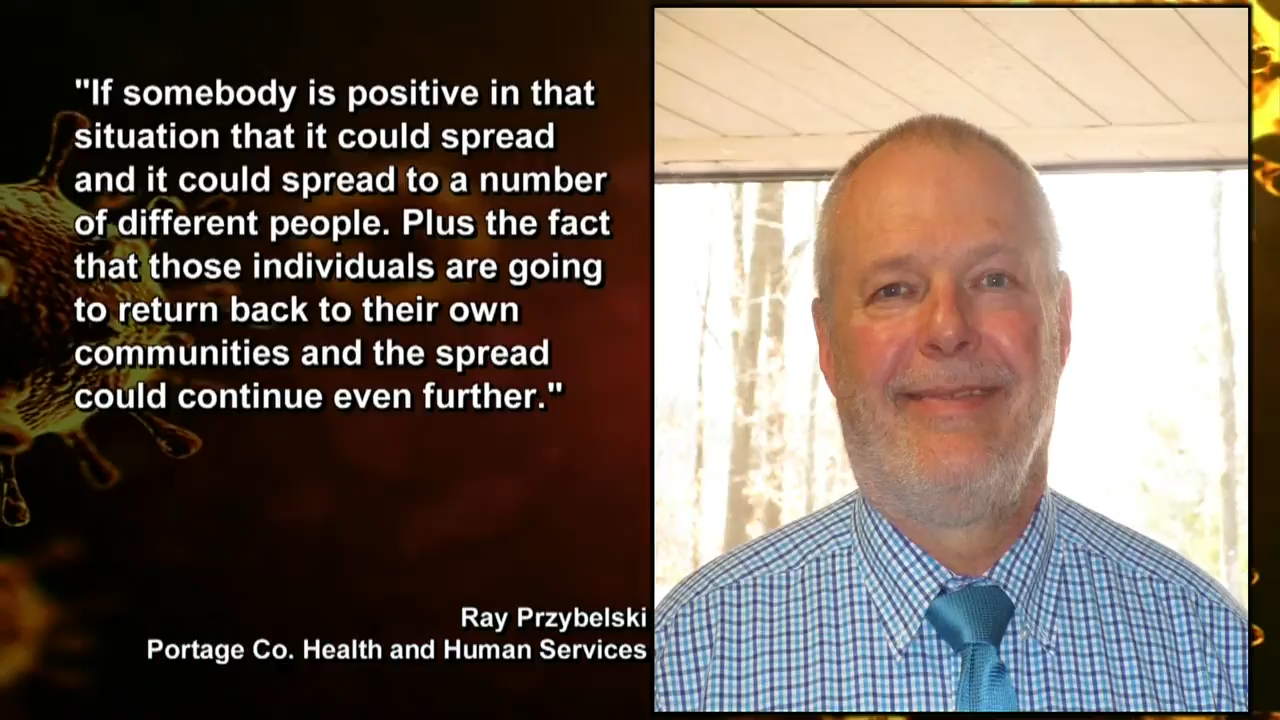 "If somebody is positive in that
situation that it could spread
and it could spread to a number
of different people. Plus the fact
that those individuals are going
to return back to their own
communities and the spread
could continue even further."
Ray Przybelski
Portage Co. Health and Human Services